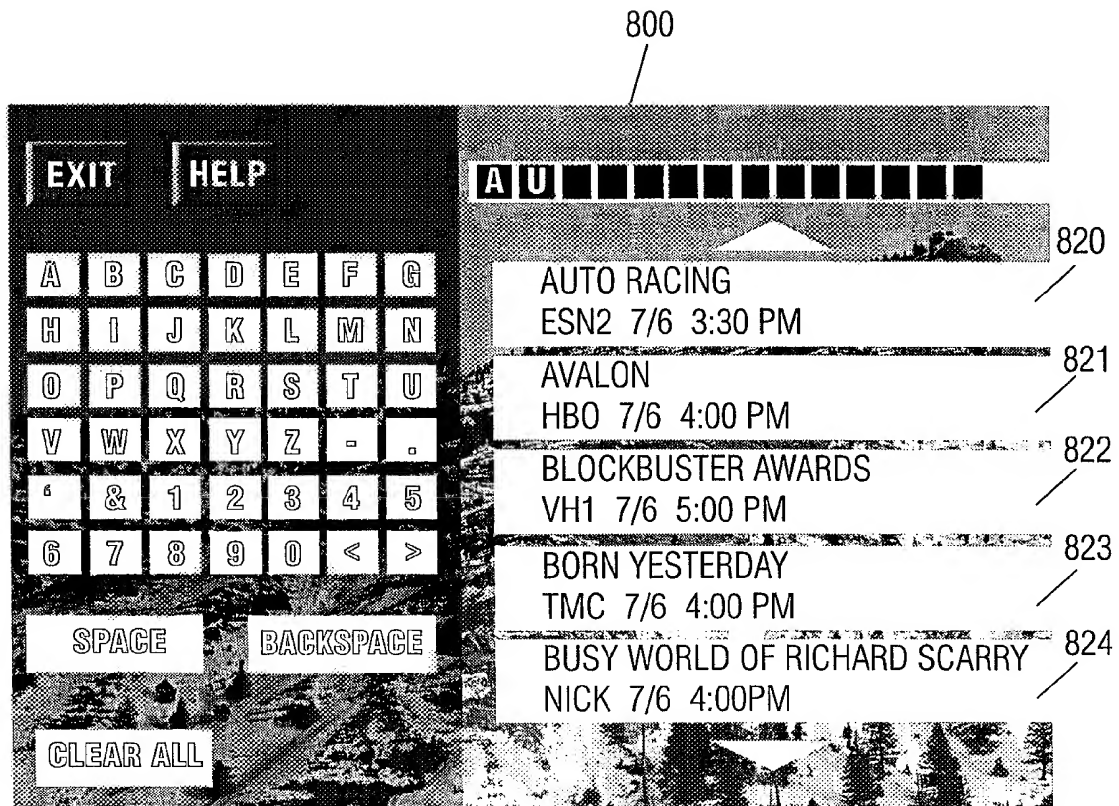 800
EXIT HELP
A U
A B C D E F G
H I J K L M N
O P Q R S T U
V W X Y Z - .
‘ & 1 2 3 4 5
6 7 8 9 0 < >
SPACE BACKSPACE
CLEAR ALL
820
AUTO RACING
ESN2 7/6 3:30 PM
821
AVALON
HBO 7/6 4:00 PM
822
BLOCKBUSTER AWARDS
VH1 7/6 5:00 PM
823
BORN YESTERDAY
TMC 7/6 4:00 PM
824
BUSY WORLD OF RICHARD SCARRY
NICK 7/6 4:00PM